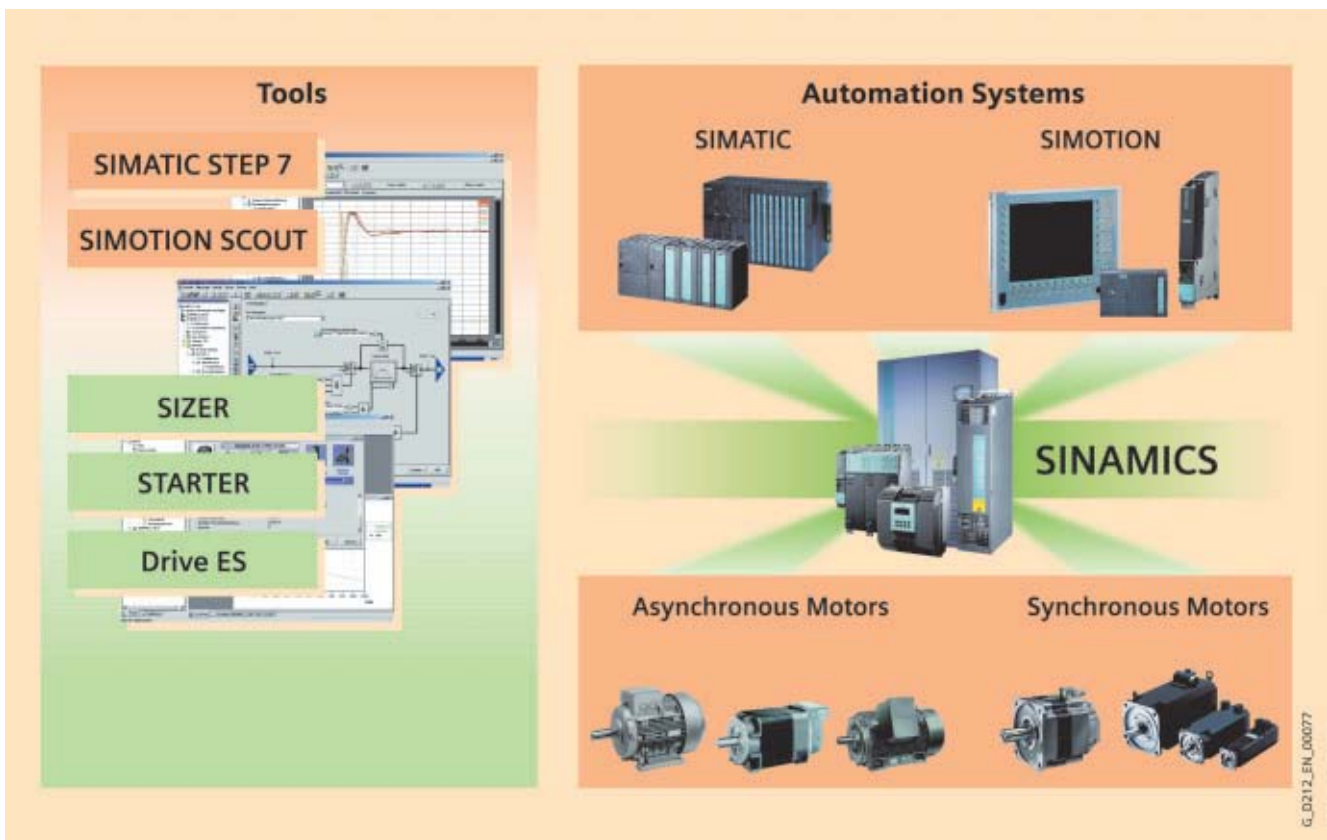 Tools
SIMATIC STEP 7
SIMOTION SCOUT
SIZER
STARTER
Drive ES
Automation Systems
SIMATIC
SIMOTION
SINAMICS
Asynchronous Motors
Synchronous Motors
G_D212_EN_00077